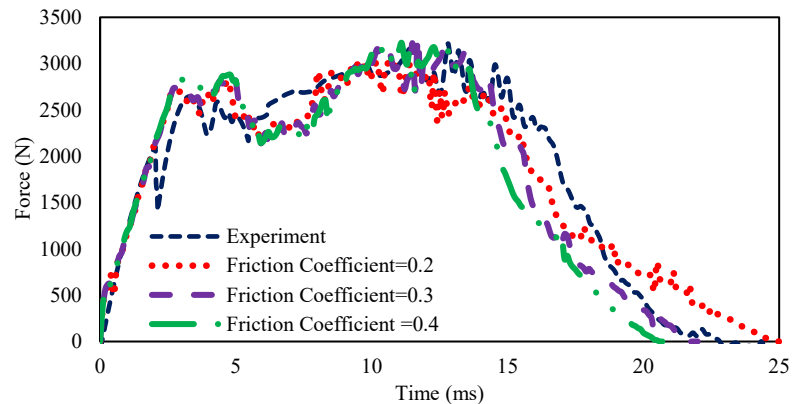 3500
3000
2500
2000
1500
1000
500
0
Force (N)
Experiment
Friction Coefficient=0.2
Friction Coefficient=0.3
Friction Coefficient =0.4
0 5 10 15 20 25
Time (ms)